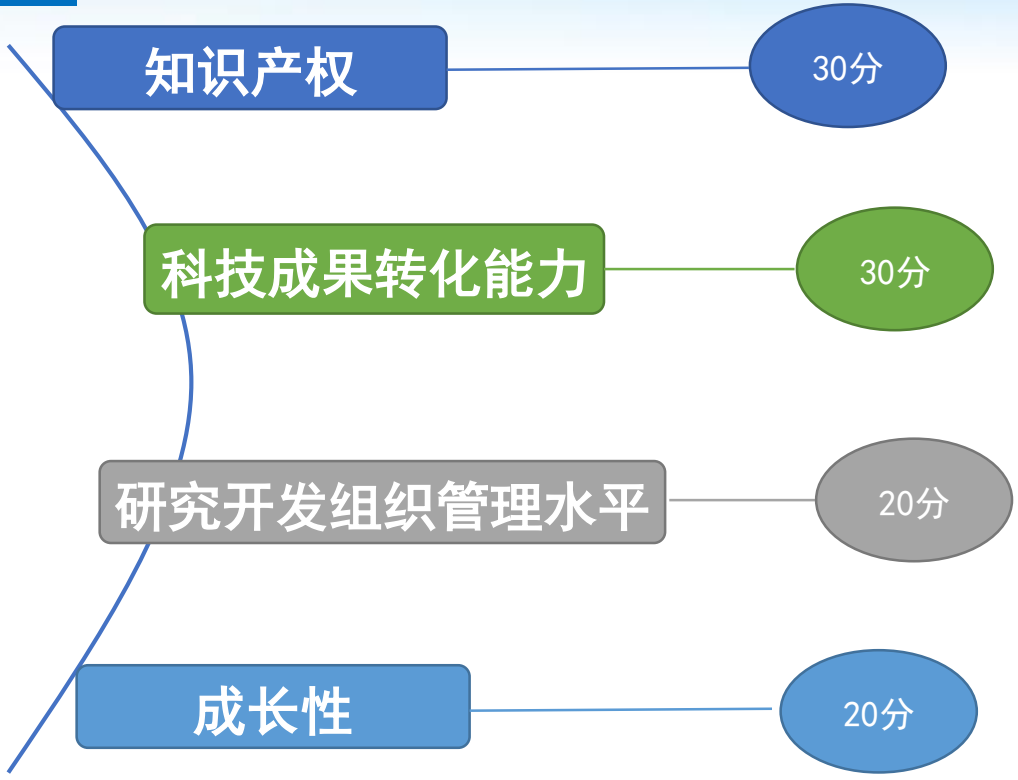 知识产权
30分
科技成果转化能力
30分
研究开发组织管理水平
20分
成长性
20分